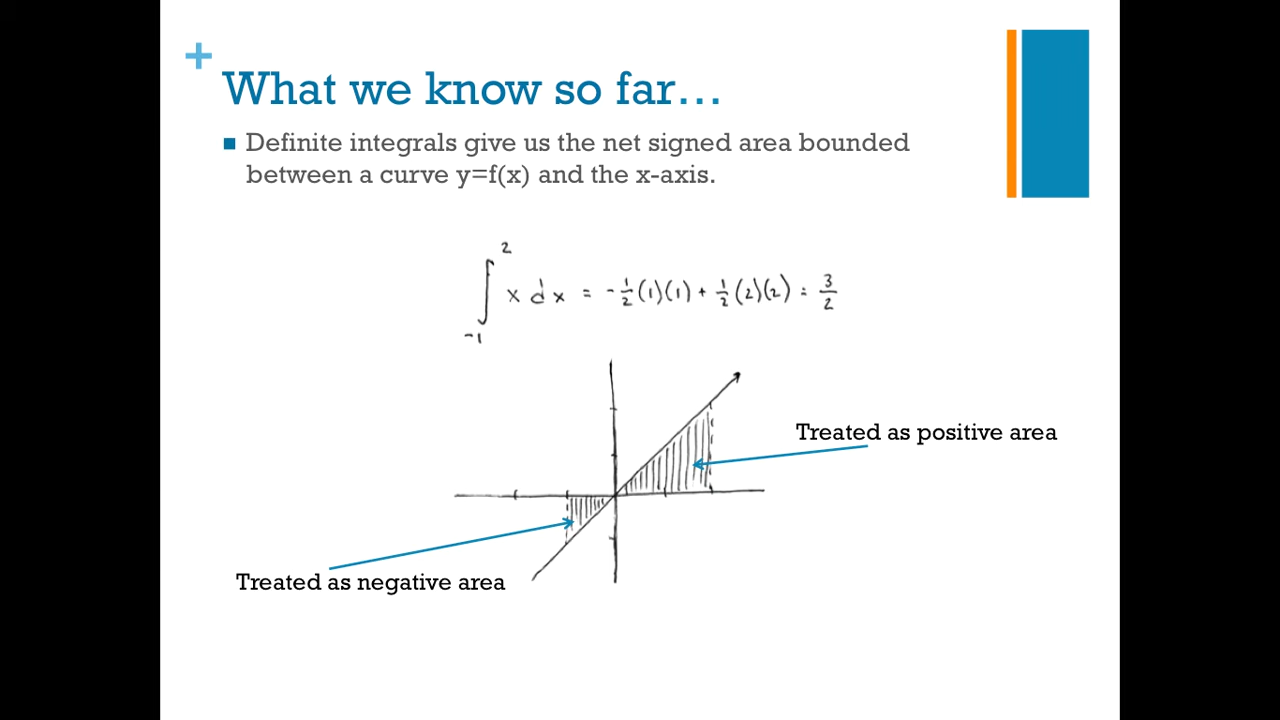 +
What we know so far...
■ Definite integrals give us the net signed area bounded
between a curve y=f(x) and the x-axis.
∫_{-1}^{2} x dx = -1/2(1)(1) + 1/2(2)(2) = 3/2
Treated as positive area
Treated as negative area